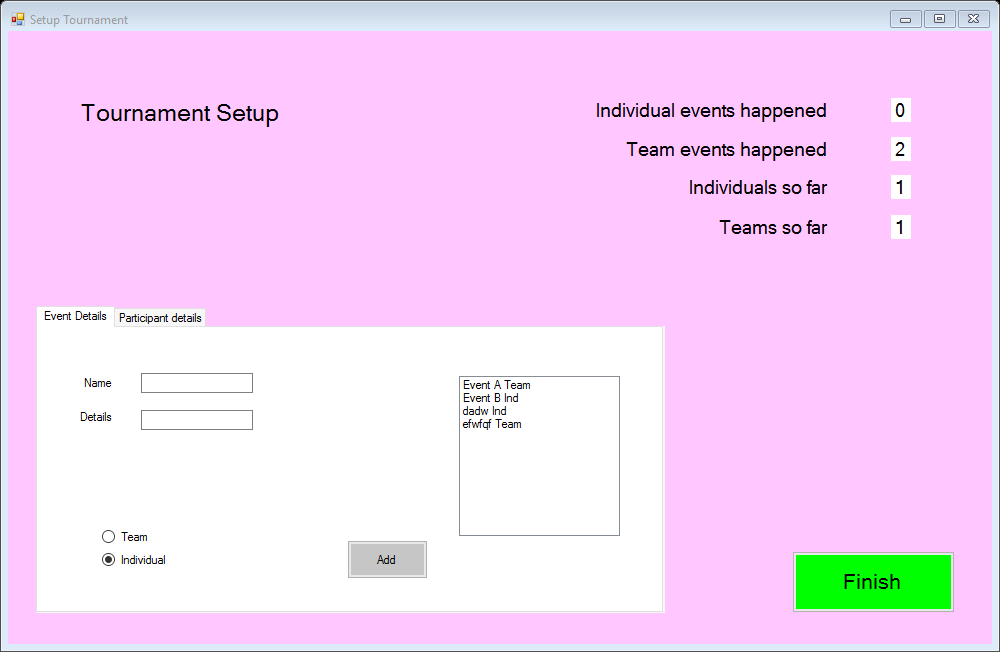 Setup Tournament
Tournament Setup
Individual events happened 0
Team events happened 2
Individuals so far 1
Teams so far 1
Event Details Participant details
Name
Details
Event A Team
Event B Ind
dadw Ind
efwfqf Team
Team
Individual
Add
Finish